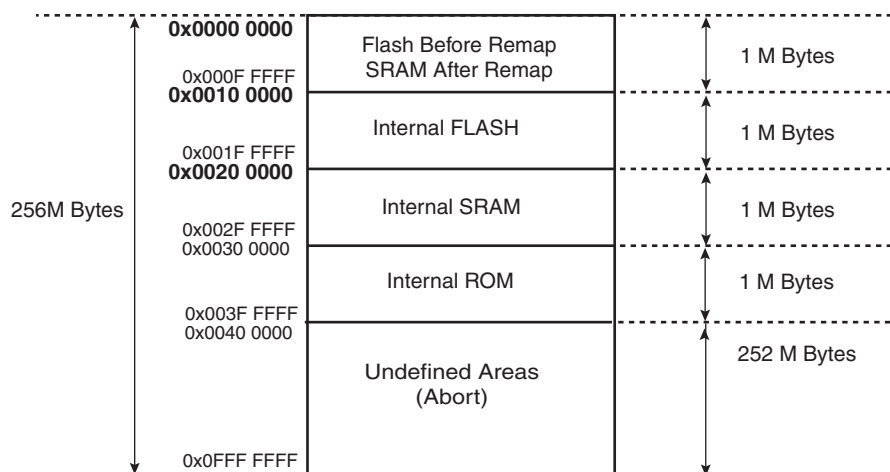 0x0000 0000
Flash Before Remap
SRAM After Remap
1 M Bytes
0x000F FFFF
0x0010 0000
Internal FLASH
1 M Bytes
0x001F FFFF
0x0020 0000
256M Bytes
Internal SRAM
1 M Bytes
0x002F FFFF
0x0030 0000
Internal ROM
1 M Bytes
0x003F FFFF
0x0040 0000
252 M Bytes
Undefined Areas
(Abort)
0x0FFF FFFF